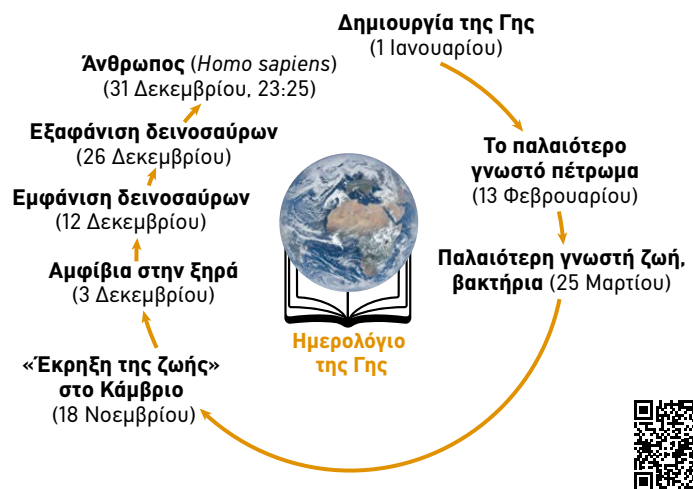 Δημιουργία της Γης
(1 Ιανουαρίου)
Το παλαιότερο
γνωστό πέτρωμα
(13 Φεβρουαρίου)
Παλαιότερη γνωστή ζωή,
βακτήρια (25 Μαρτίου)
«Έκρηξη της ζωής»
στο Κάμβριο
(18 Νοεμβρίου)
Αμφίβια στην ξηρά
(3 Δεκεμβρίου)
Εμφάνιση δεινοσαύρων
(12 Δεκεμβρίου)
Εξαφάνιση δεινοσαύρων
(26 Δεκεμβρίου)
Άνθρωπος (Homo sapiens)
(31 Δεκεμβρίου, 23:25)
Ημερολόγιο
της Γης